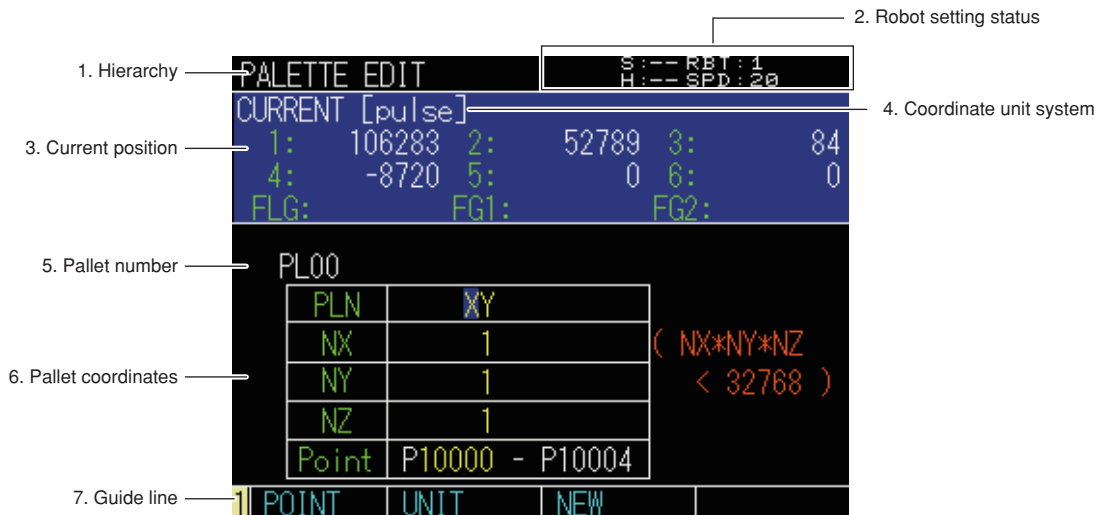 2. Robot setting status
1. Hierarchy
PALETTE EDIT
S:-- RBT:1
H:-- SPD:20
CURRENT [pulse]
4. Coordinate unit system
3. Current position
1: 106283 2: 52789 3: 84
4: -8720 5: 0 6: 0
FLG: FG1: FG2:
5. Pallet number
PL00
PLN XY
NX 1 ( NX*NY*NZ
6. Pallet coordinates
NY 1 < 32768 )
NZ 1
Point P10000 - P10004
7. Guide line
1 POINT UNIT NEW